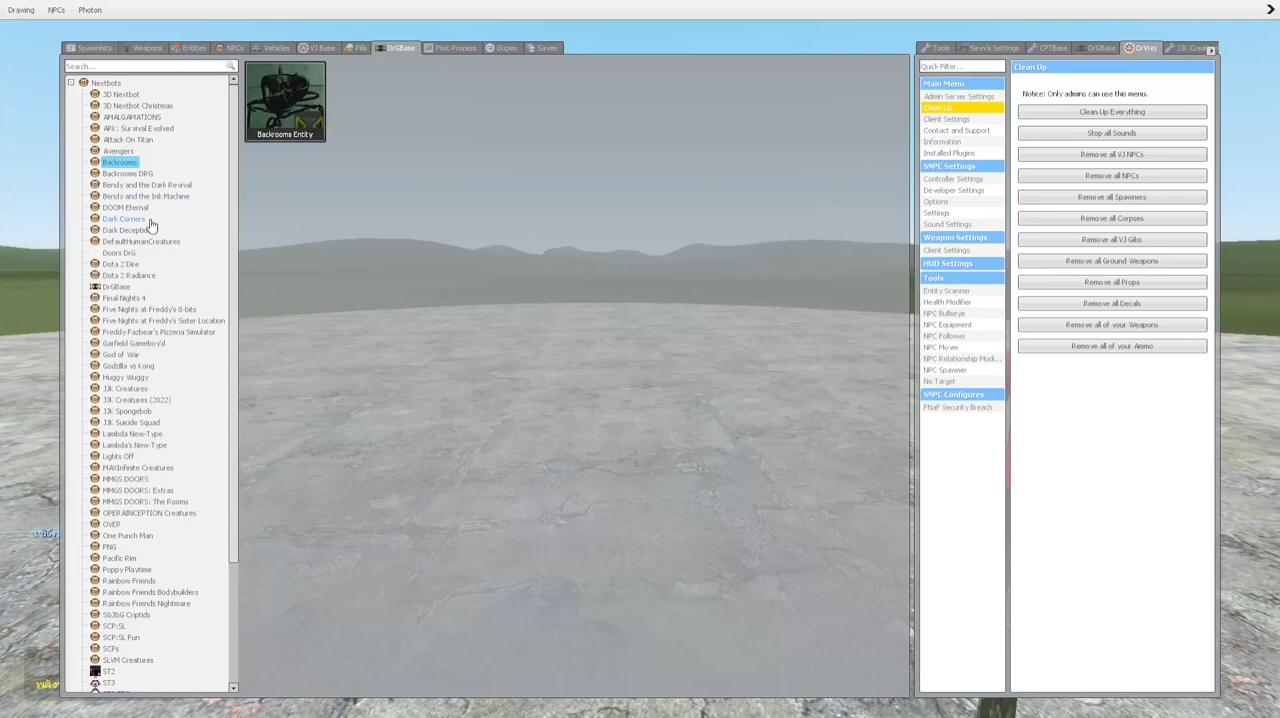 Drawing NPCs Photon
Spawnlists Weapons Entities NPCs Vehicles VJ Base Pills DrGBase Post Process Dupes Saves
Search...
Nextbots
3D Nextbot
3D Nextbot Christmas
AMALGAMATIONS
ARK: Survival Evolved
Attack On Titan
Avengers
Backrooms
Backrooms DRG
Bendy and the Dark Revival
Bendy and the Ink Machine
DOOM Eternal
Dark Corners
Dark Deception
DefaultHumanCreatures
Doors DrG
Dota 2 Dire
Dota 2 Radiance
DrGBase
Final Nights 4
Five Nights at Freddy's 8-bits
Five Nights at Freddy's Sister Location
Freddy Fazbear's Pizzeria Simulator
Garfield Gameboy'd
God of War
Godzilla vs Kong
Huggy Wuggy
JJK Creatures
JJK Creatures (2022)
JJK Spongebob
JJK Suicide Squad
Lambda New-Type
Lambda's New-Type
Lights Off
MAXInfinite Creatures
MMGS DOORS
MMGS DOORS: Extras
MMGS DOORS: The Rooms
OPERAINCEPTION Creatures
OVER
One Punch Man
PNG
Pacific Rim
Poppy Playtime
Rainbow Friends
Rainbow Friends Bodybuilders
Rainbow Friends Nightmare
S&J&G Criptids
SCP:SL
SCP:SL Fun
SCPs
SLVM Creatures
ST2
ST3
Backrooms Entity
Tools Sevv's Settings CPTBase DrGBase DrVrej JJK Crea
Quick Filter...
Main Menu
Admin Server Settings
Clean Up
Client Settings
Contact and Support
Information
Installed Plugins
SNPC Settings
Controller Settings
Developer Settings
Options
Settings
Sound Settings
Weapon Settings
Client Settings
HUD Settings
Tools
Entity Scanner
Health Modifier
NPC Bullseye
NPC Equipment
NPC Follower
NPC Mover
NPC Relationship Modi...
NPC Spawner
No Target
SNPC Configures
FNaF Security Breach
Clean Up
Notice: Only admins can use this menu.
Clean Up Everything
Stop all Sounds
Remove all VJ NPCs
Remove all NPCs
Remove all Spawners
Remove all Corpses
Remove all VJ Gibs
Remove all Ground Weapons
Remove all Props
Remove all Decals
Remove all of your Weapons
Remove all of your Ammo